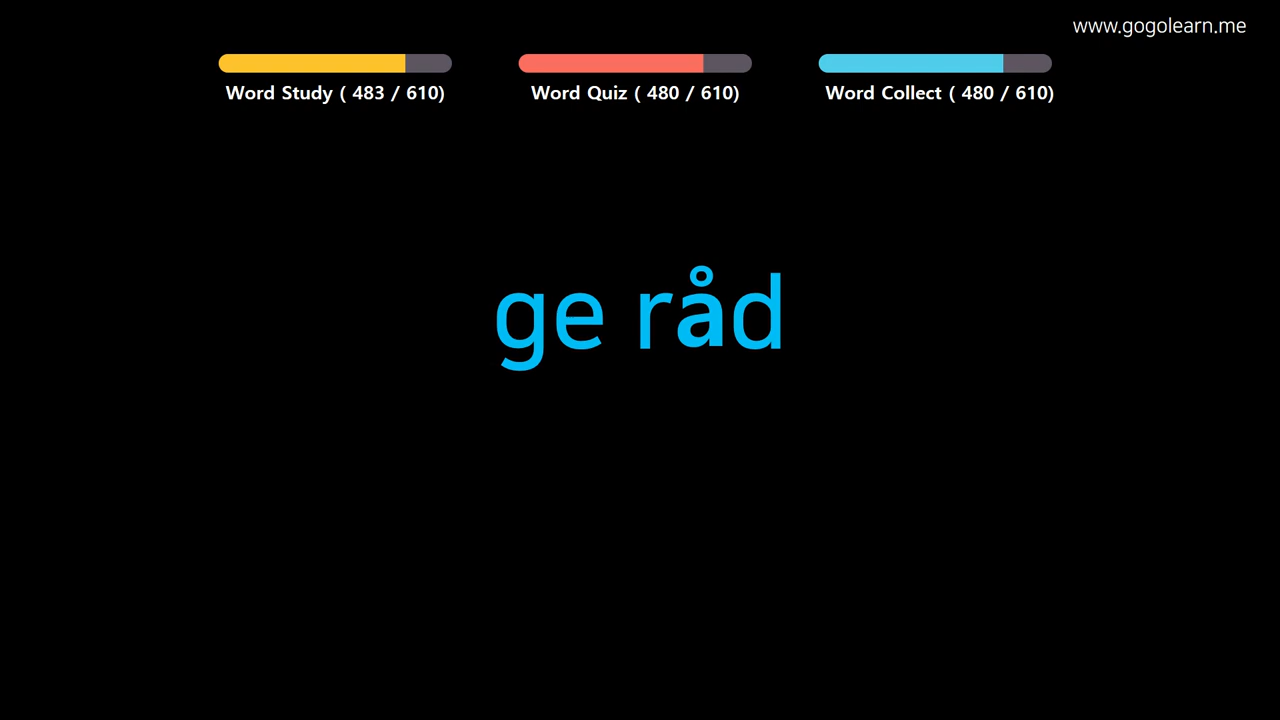 www.gogolearn.me
Word Study ( 483 / 610)
Word Quiz ( 480 / 610)
Word Collect ( 480 / 610)
ge råd